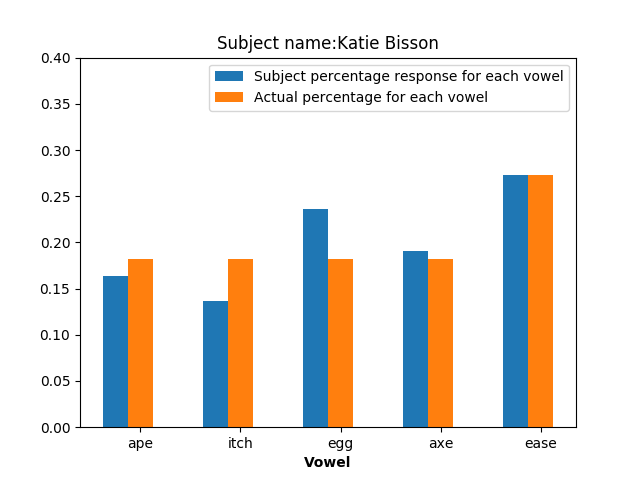 Subject name:Katie Bisson
Subject percentage response for each vowel
Actual percentage for each vowel
0.40
0.35
0.30
0.25
0.20
0.15
0.10
0.05
0.00
ape itch egg axe ease
Vowel